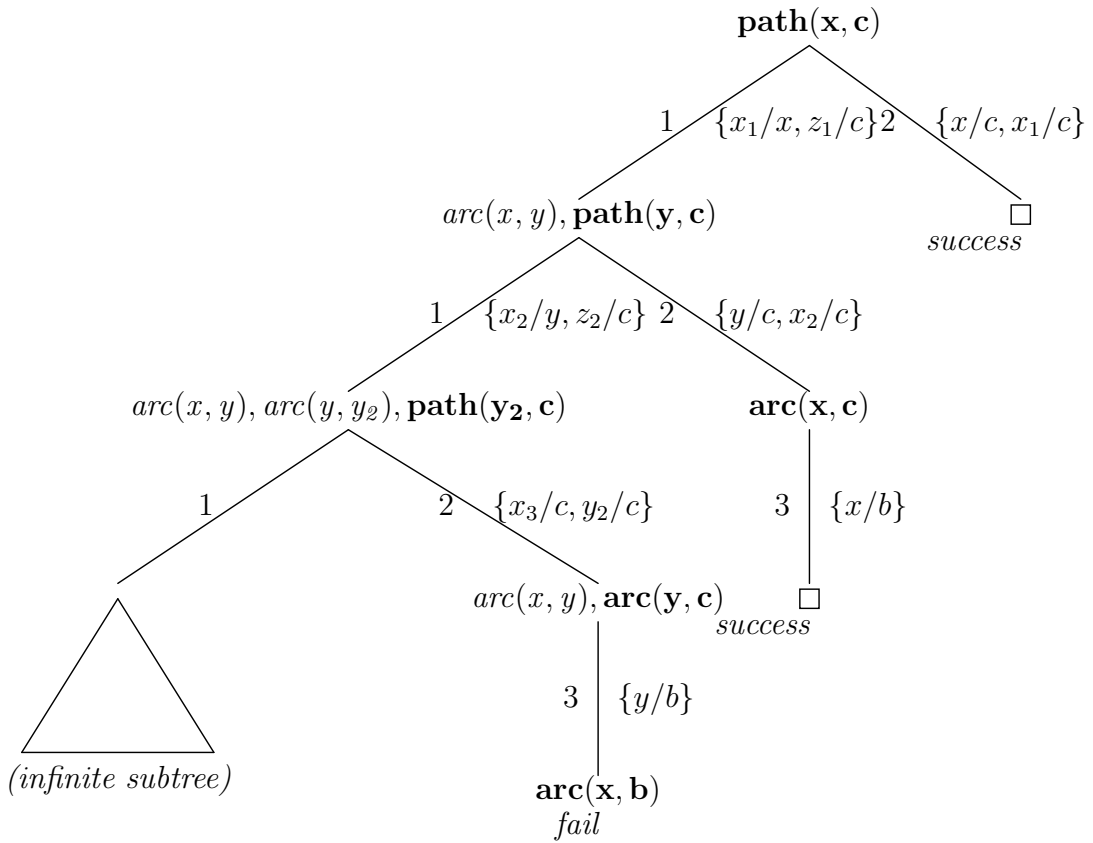 path(x, c)
1 {x₁/x, z₁/c} 2 {x/c, x₁/c}
arc(x, y), path(y, c) □
success
1 {x₂/y, z₂/c} 2 {y/c, x₂/c}
arc(x, y), arc(y, y₂), path(y₂, c) arc(x, c)
1 2 {x₃/c, y₂/c} 3 {x/b}
arc(x, y), arc(y, c) □
success
3 {y/b}
(infinite subtree) arc(x, b)
fail